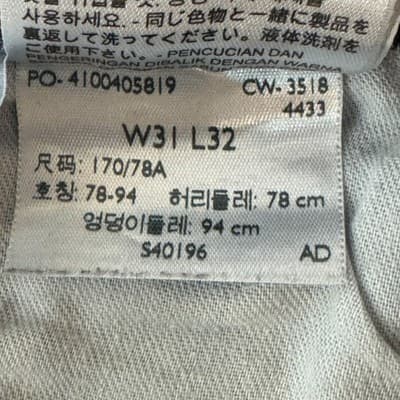 사용하세요. - 同じ色物と一緒に製品を
裏返して洗ってください。液体洗剤を
ご使用下さい - PENCUCIAN DAN
PENGERINGAN DIBALIK DENGAN WARNA
PO- 4100405819 CW- 3518
4433
W31 L32
尺码: 170/78A
호칭: 78-94 허리둘레: 78 cm
엉덩이둘레: 94 cm
S40196 AD